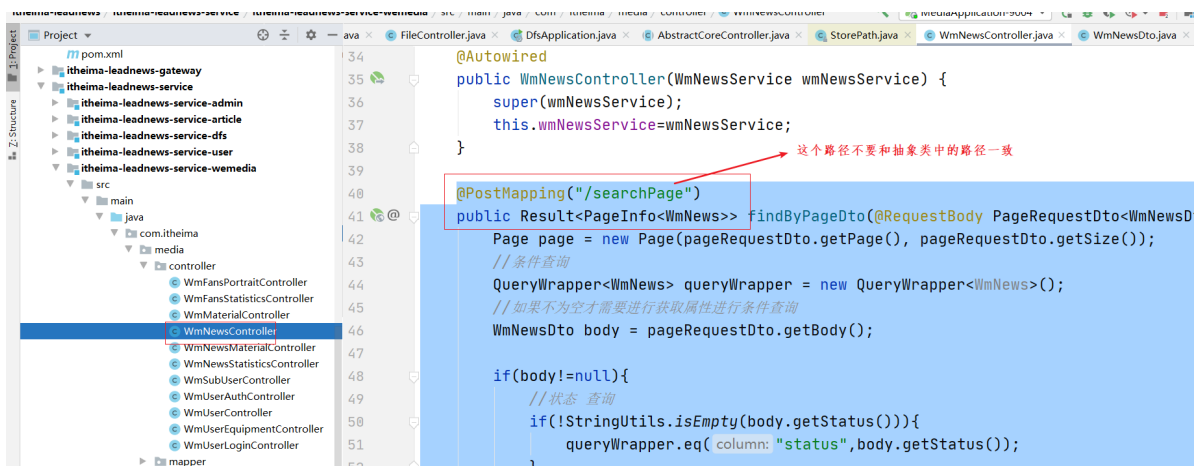 itheima-leadnews / itheima-leadnews-service / itheima-leadnews-service-wemedia / src / main / java / com / itheima / media / controller / WmNewsController
MediaApplication-9004
1: Project
Z: Structure
Project
ava
FileController.java
DfsApplication.java
AbstractCoreController.java
StorePath.java
WmNewsController.java
WmNewsDto.java
pom.xml
itheima-leadnews-gateway
itheima-leadnews-service
itheima-leadnews-service-admin
itheima-leadnews-service-article
itheima-leadnews-service-dfs
itheima-leadnews-service-user
itheima-leadnews-service-wemedia
src
main
java
com.itheima
media
controller
WmFansPortraitController
WmFansStatisticsController
WmMaterialController
WmNewsController
WmNewsMaterialController
WmNewsStatisticsController
WmSubUserController
WmUserAuthController
WmUserController
WmUserEquipmentController
WmUserLoginController
mapper
34 @Autowired
35 public WmNewsController(WmNewsService wmNewsService) {
36 super(wmNewsService);
37 this.wmNewsService=wmNewsService;
38 }
这个路径不要和抽象类中的路径一致
39
40 @PostMapping("/searchPage")
41 @ public Result<PageInfo<WmNews>> findByPageDto(@RequestBody PageRequestDto<WmNewsD
42 Page page = new Page(pageRequestDto.getPage(), pageRequestDto.getSize());
43 //条件查询
44 QueryWrapper<WmNews> queryWrapper = new QueryWrapper<WmNews>();
45 //如果不为空才需要进行获取属性进行条件查询
46 WmNewsDto body = pageRequestDto.getBody();
47
48 if(body!=null){
49 //状态 查询
50 if(!StringUtils.isEmpty(body.getStatus())){
51 queryWrapper.eq( column: "status",body.getStatus());
52 }